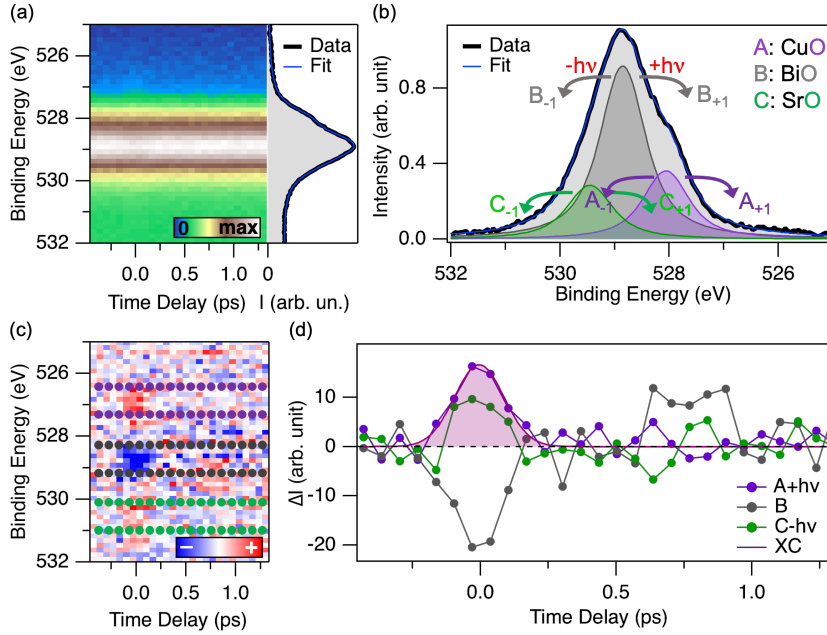 (a)
Binding Energy (eV)
526
528
530
532
0 max
0.0 0.5 1.0
Time Delay (ps)
Data
Fit
0
I (arb. un.)
(b)
Intensity (arb. unit)
0.8
0.4
0.0
Data
Fit
-hν +hν
B-1
B+1
A: CuO
B: BiO
C: SrO
C-1
A-1
C+1
A+1
532 530 528 526
Binding Energy (eV)
(c)
Binding Energy (eV)
526
528
530
532
− +
0.0 0.5 1.0
Time Delay (ps)
(d)
ΔI (arb. unit)
10
0
-10
-20
A+hν
B
C-hν
XC
0.0 0.5 1.0
Time Delay (ps)